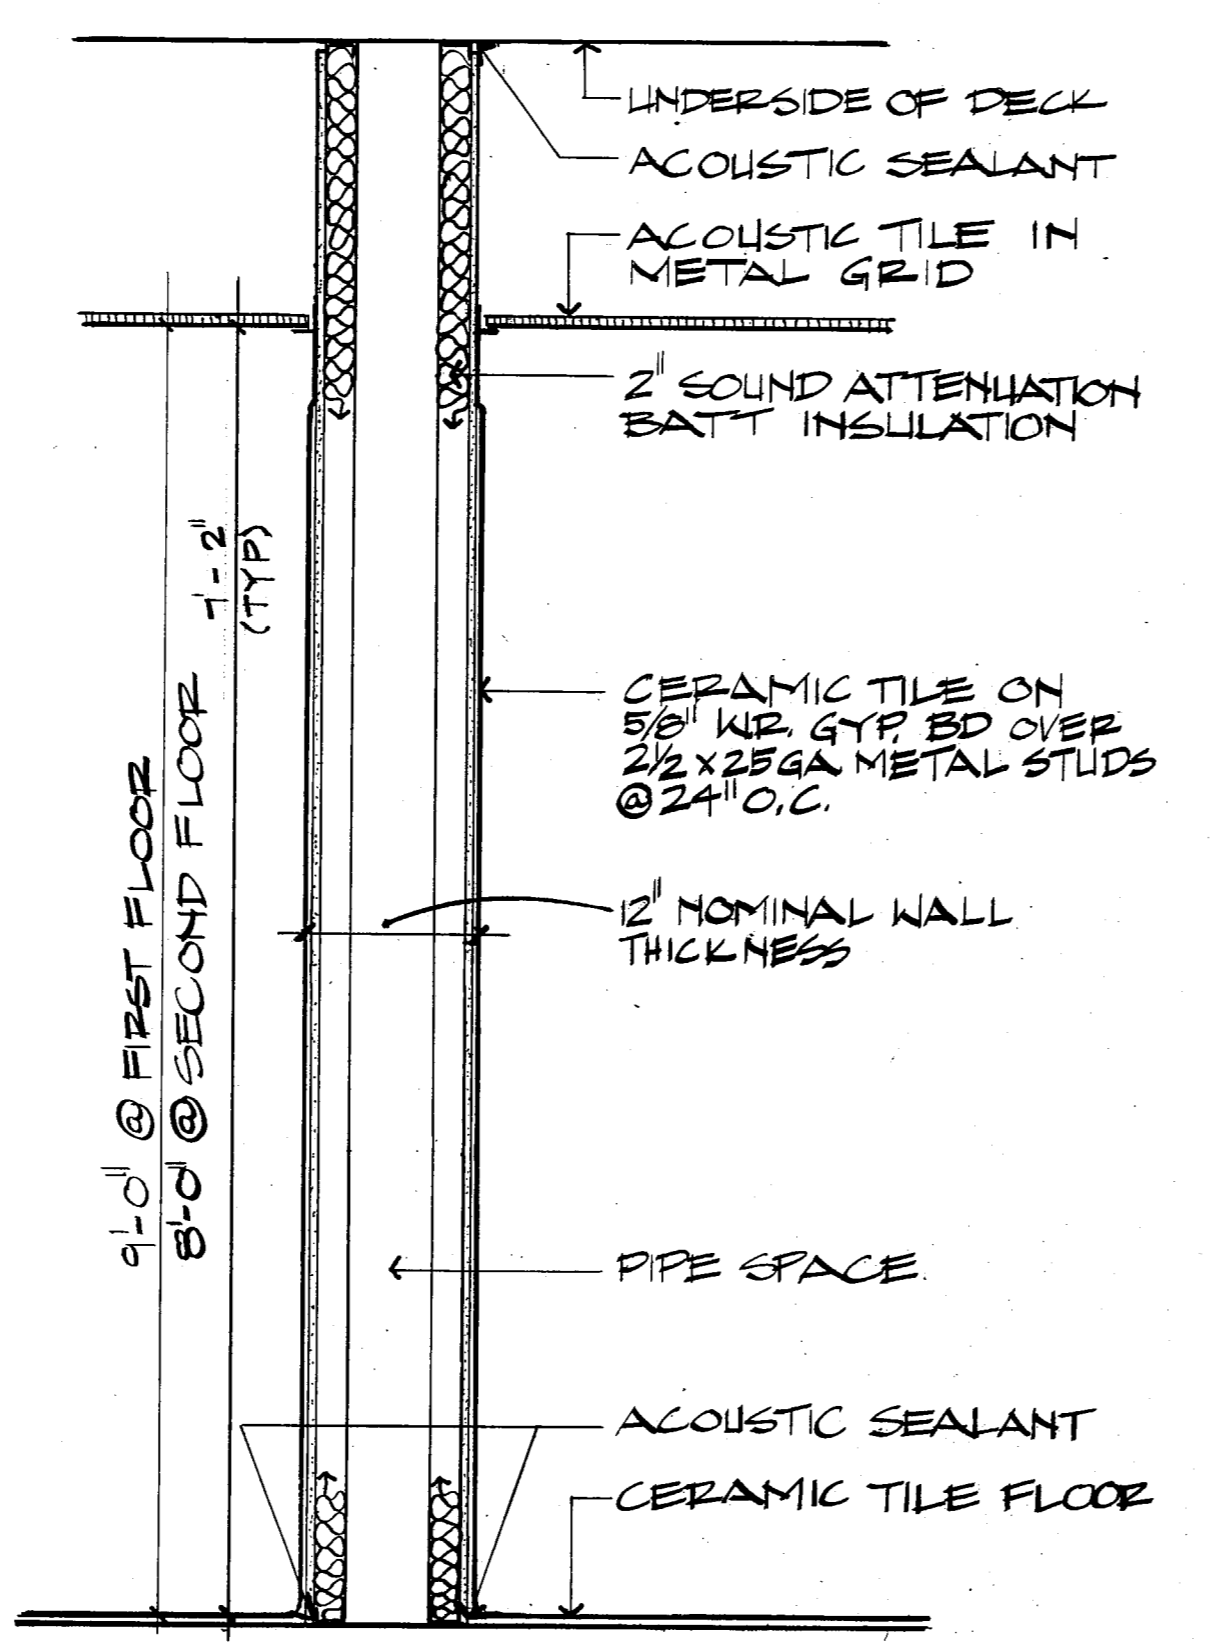 UNDERSIDE OF DECK
ACOUSTIC SEALANT
ACOUSTIC TILE IN
METAL GRID
2" SOUND ATTENUATION
BATT INSULATION
7'-2"
(TYP)
CERAMIC TILE ON
5/8" W.R. GYP. BD OVER
2½ x 25 GA METAL STUDS
@ 24" O.C.
12" NOMINAL WALL
THICKNESS
9'-0" @ FIRST FLOOR
8'-0" @ SECOND FLOOR
PIPE SPACE
ACOUSTIC SEALANT
CERAMIC TILE FLOOR